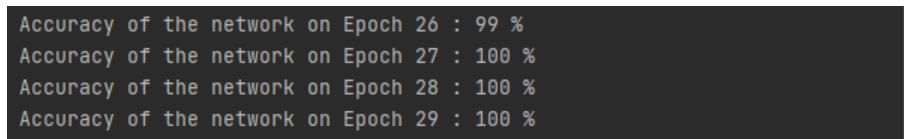 Accuracy of the network on Epoch 26 : 99 %
Accuracy of the network on Epoch 27 : 100 %
Accuracy of the network on Epoch 28 : 100 %
Accuracy of the network on Epoch 29 : 100 %